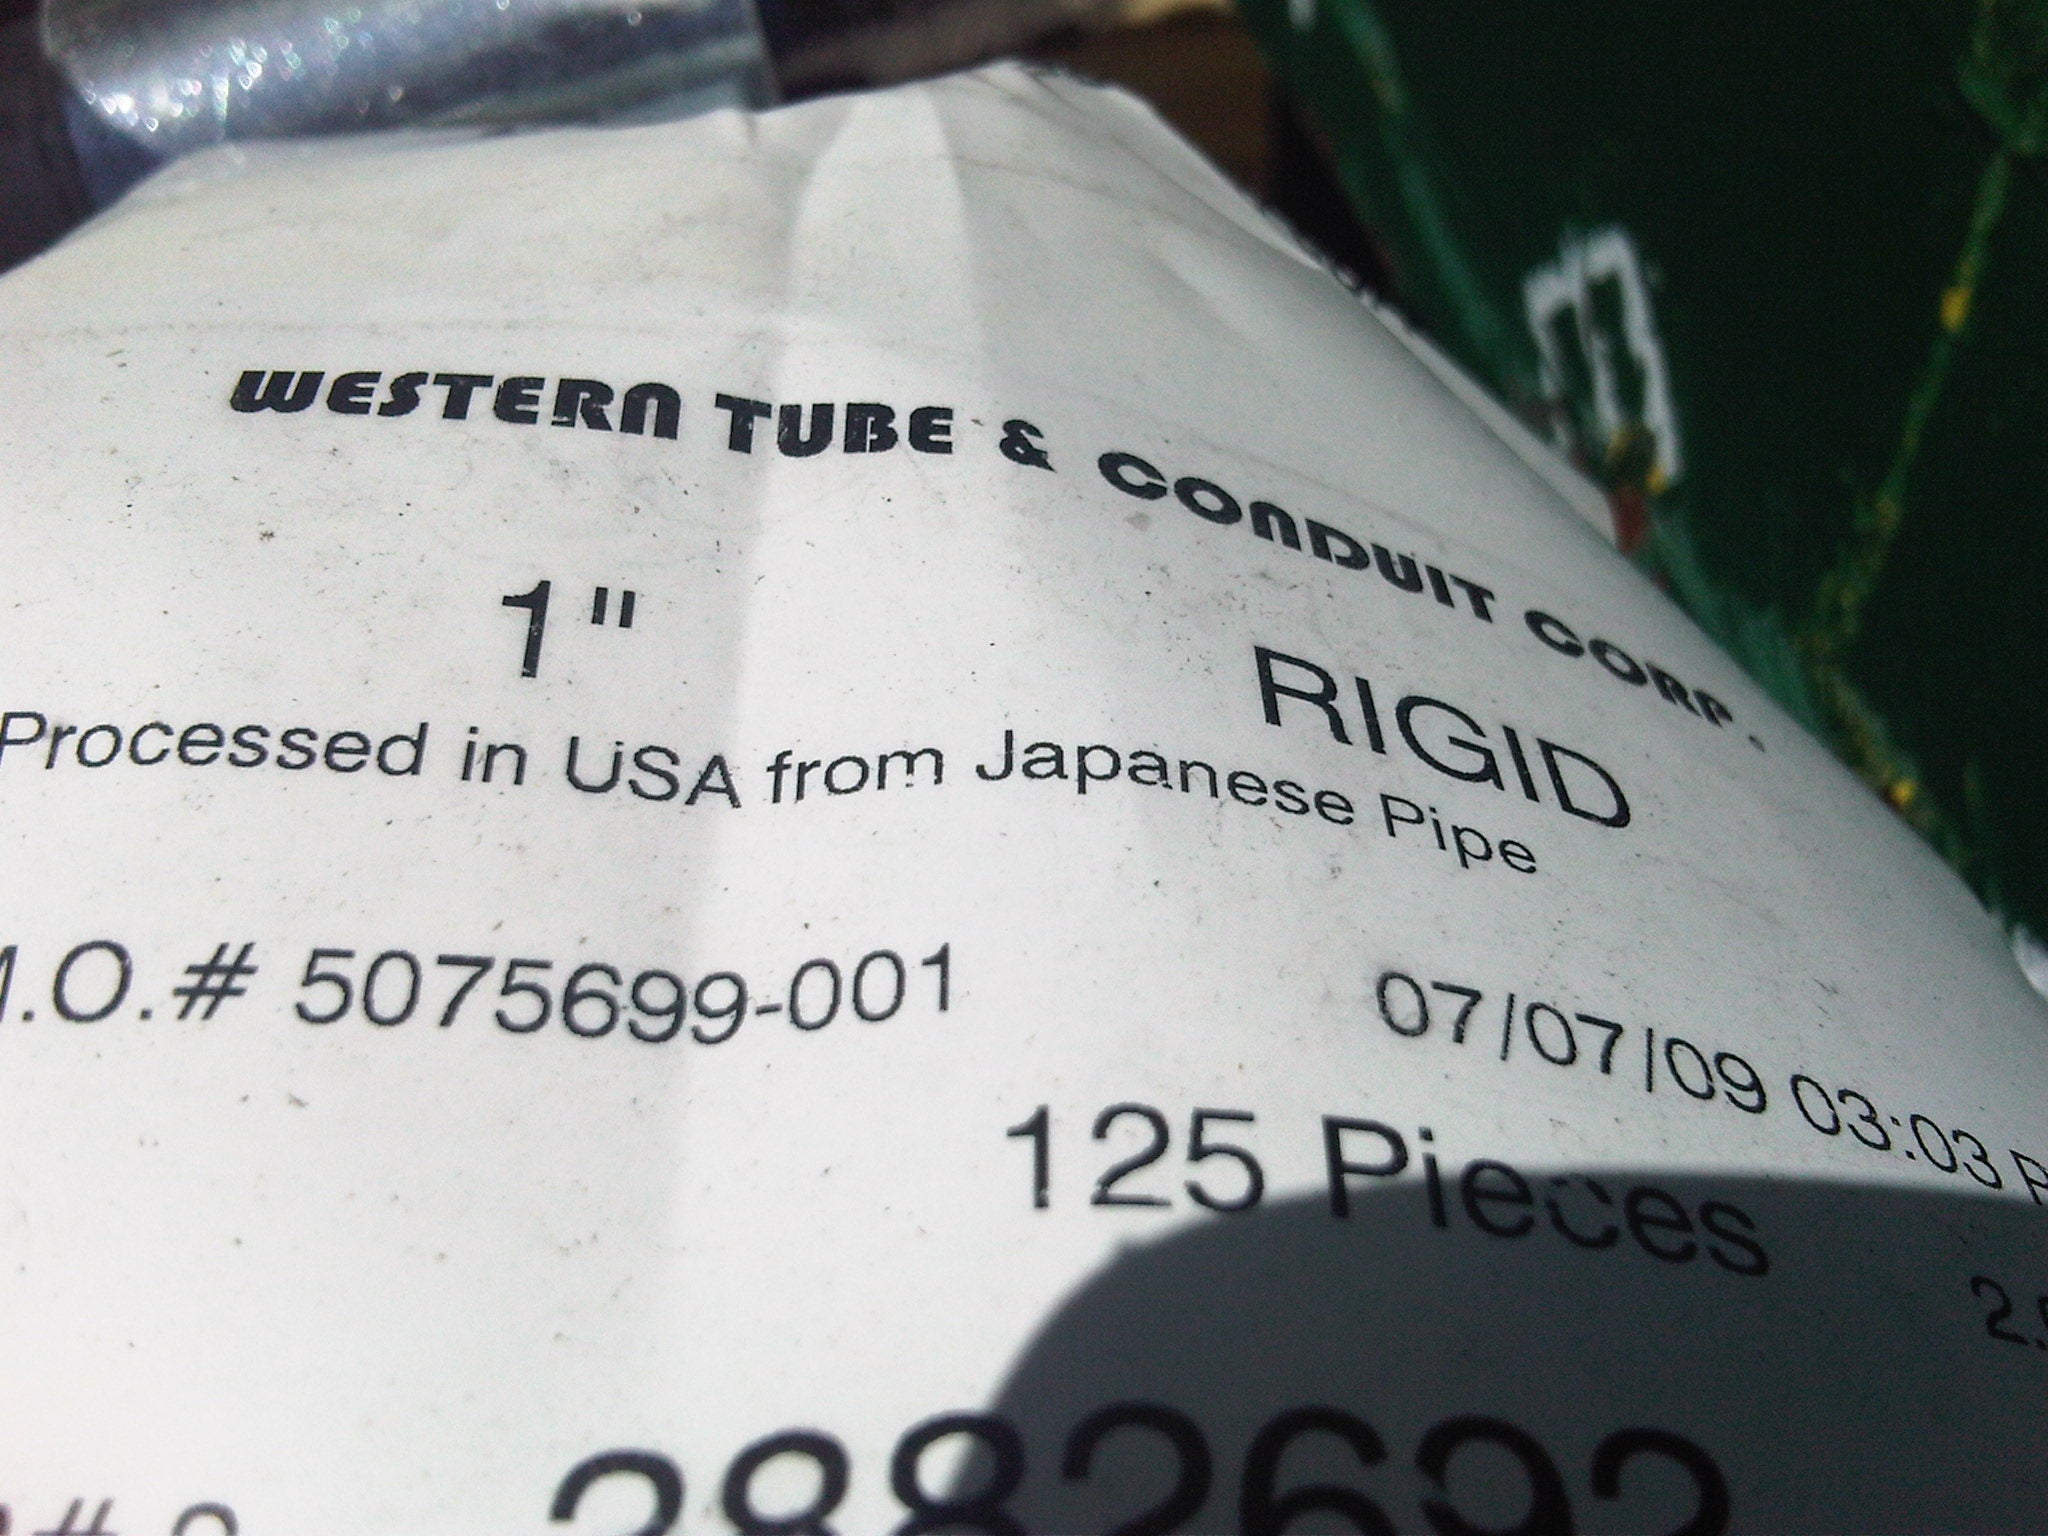 WESTERN TUBE & CONDUIT CORP.
1" RIGID
Processed in USA from Japanese Pipe
.O.# 5075699-001 07/07/09 03:03 P
125 Pieces